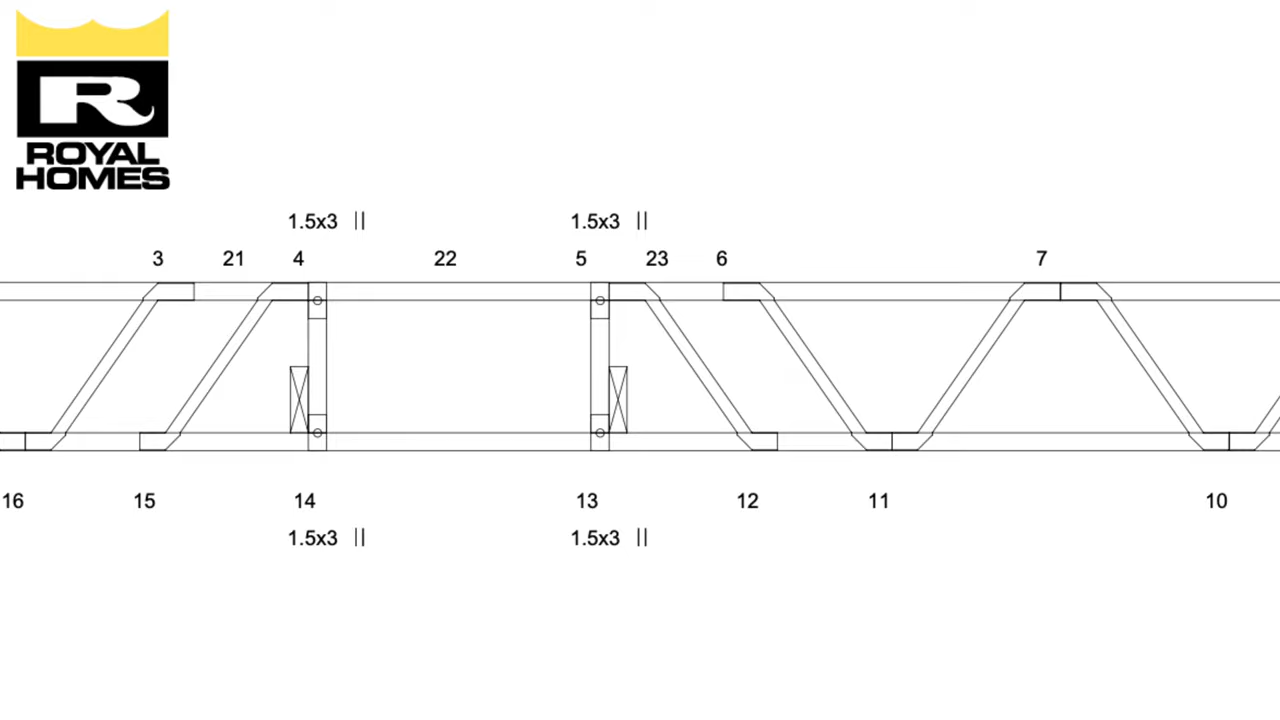 R
ROYAL
HOMES
1.5x3 || 1.5x3 ||
3 21 4 22 5 23 6 7
16 15 14 13 12 11 10
1.5x3 || 1.5x3 ||